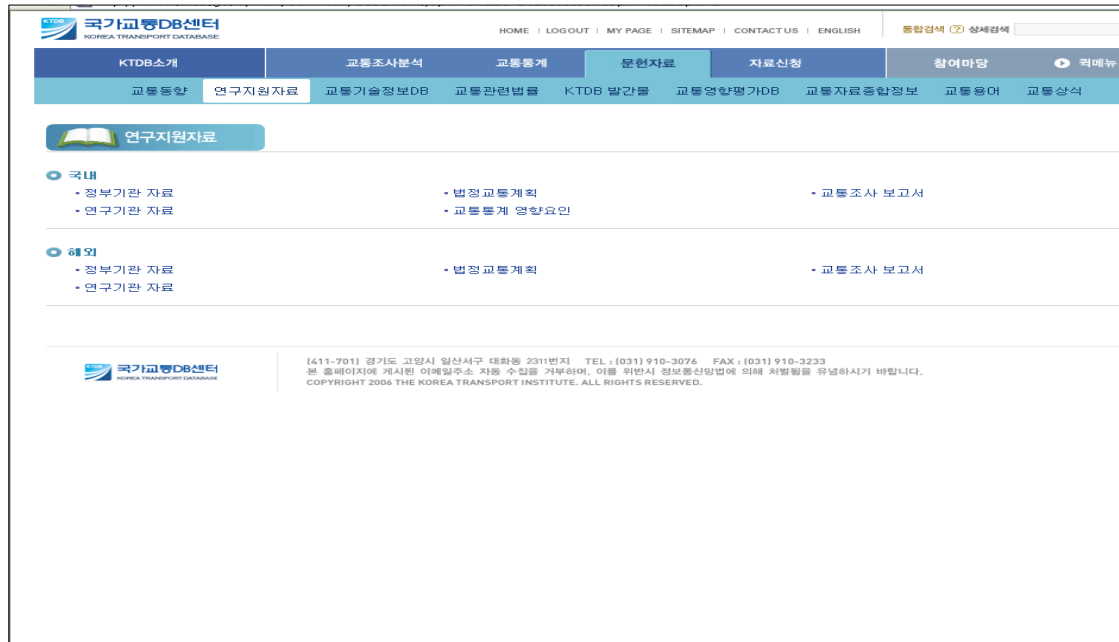 KTDB 국가교통DB센터
KOREA TRANSPORT DATABASE
HOME | LOGOUT | MY PAGE | SITEMAP | CONTACT US | ENGLISH
통합검색 ? 상세검색
KTDB소개 교통조사분석 교통통계 문헌자료 자료신청 참여마당 퀵메뉴
교통동향 연구지원자료 교통기술정보DB 교통관련법률 KTDB 발간물 교통영향평가DB 교통자료종합정보 교통용어 교통상식
연구지원자료
국내
• 정부기관 자료 • 법정교통계획 • 교통조사 보고서
• 연구기관 자료 • 교통통계 영향요인
해외
• 정부기관 자료 • 법정교통계획 • 교통조사 보고서
• 연구기관 자료
국가교통DB센터
KOREA TRANSPORT DATABASE
(411-701) 경기도 고양시 일산서구 대화동 2311번지 TEL : (031) 910-3076 FAX : (031) 910-3233
본 홈페이지에 게시된 이메일주소 자동 수집을 거부하며, 이를 위반시 정보통신망법에 의해 처벌됨을 유념하시기 바랍니다.
COPYRIGHT 2006 THE KOREA TRANSPORT INSTITUTE. ALL RIGHTS RESERVED.